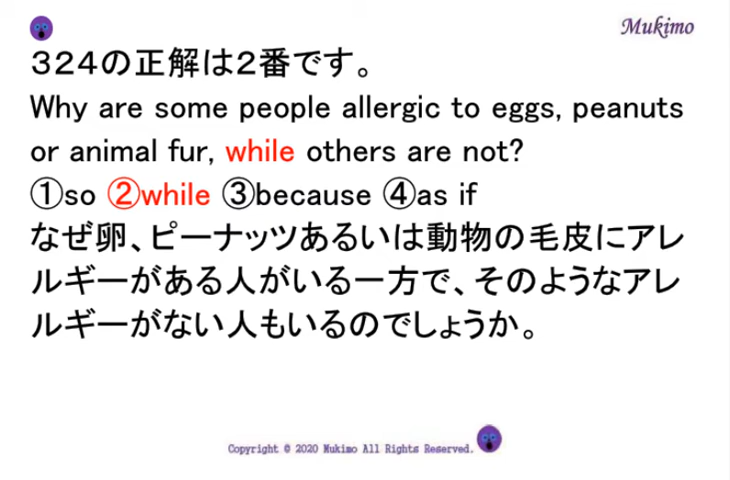 Mukimo
３２４の正解は２番です。
Why are some people allergic to eggs, peanuts
or animal fur, while others are not?
①so ②while ③because ④as if
なぜ卵、ピーナッツあるいは動物の毛皮にアレ
ルギーがある人がいる一方で、そのようなアレ
ルギーがない人もいるのでしょうか。
Copyright © 2020 Mukimo All Rights Reserved.